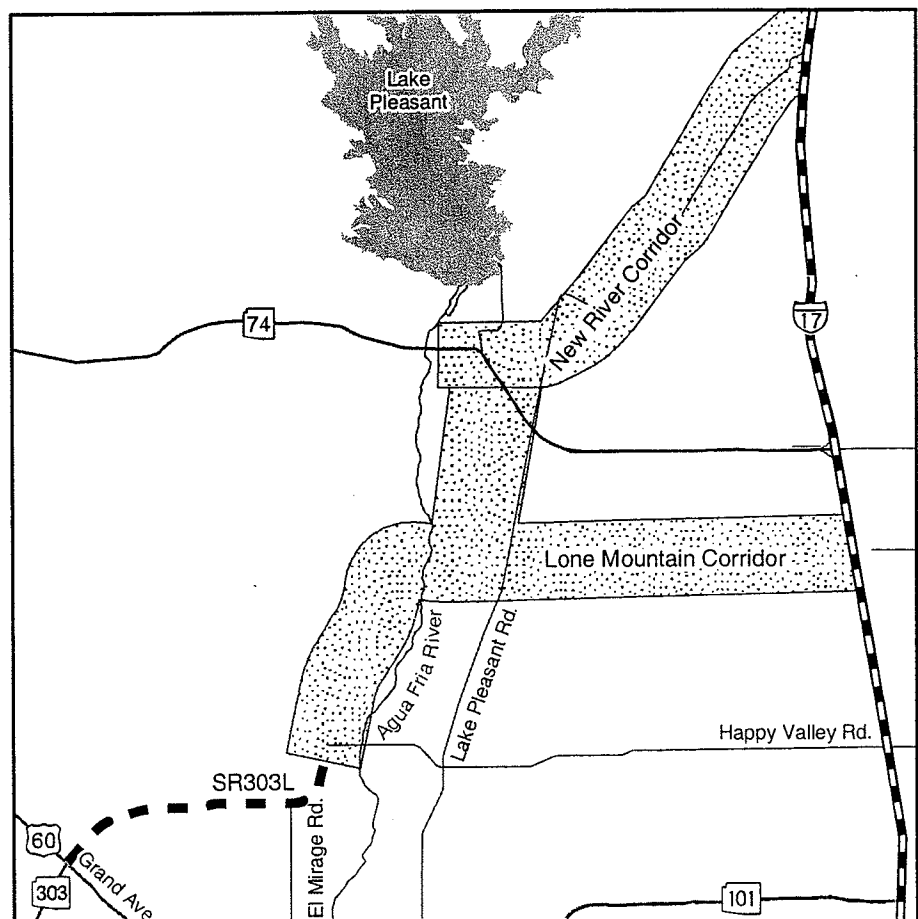 Lake
Pleasant
New River Corridor
74
17
Lone Mountain Corridor
Agua Fria River
Lake Pleasant Rd.
Happy Valley Rd.
SR303L
60
Grand Ave
303
El Mirage Rd.
101